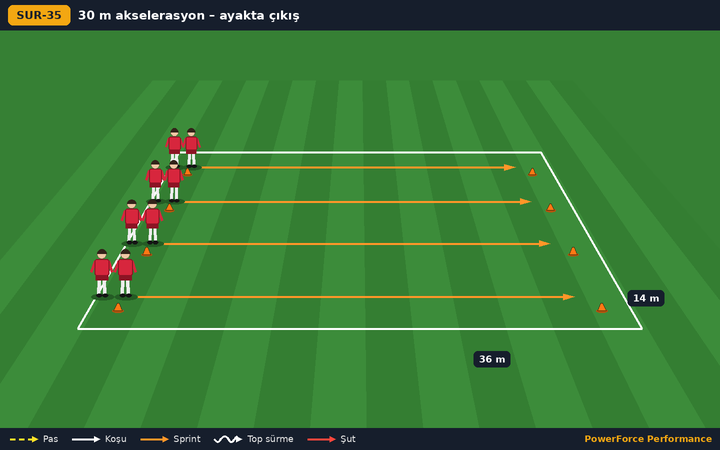 SUR-35 30 m akselerasyon – ayakta çıkış
14 m
36 m
Pas Koşu Sprint Top sürme Şut PowerForce Performance